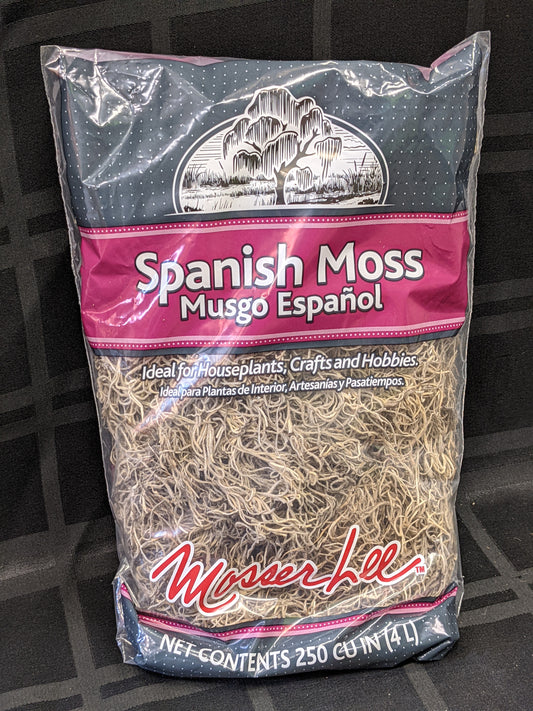 Spanish Moss
Musgo Español
Ideal for Houseplants, Crafts and Hobbies.
Ideal para Plantas de Interior, Artesanías y Pasatiempos.
Mosser Lee™
NET CONTENTS 250 CU IN (4 L)